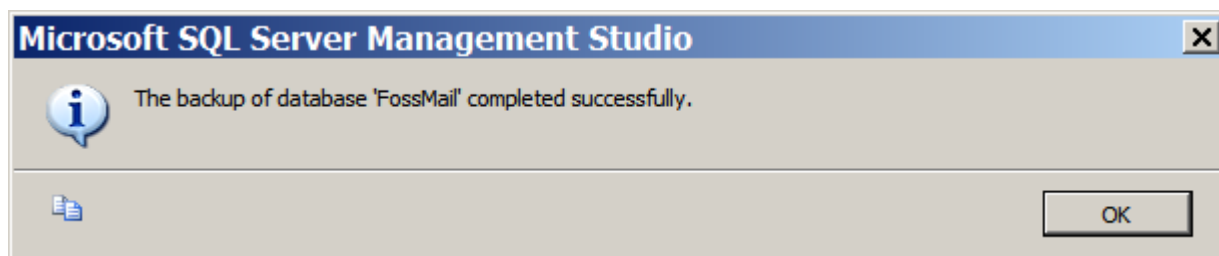 Microsoft SQL Server Management Studio
The backup of database 'FossMail' completed successfully.
OK